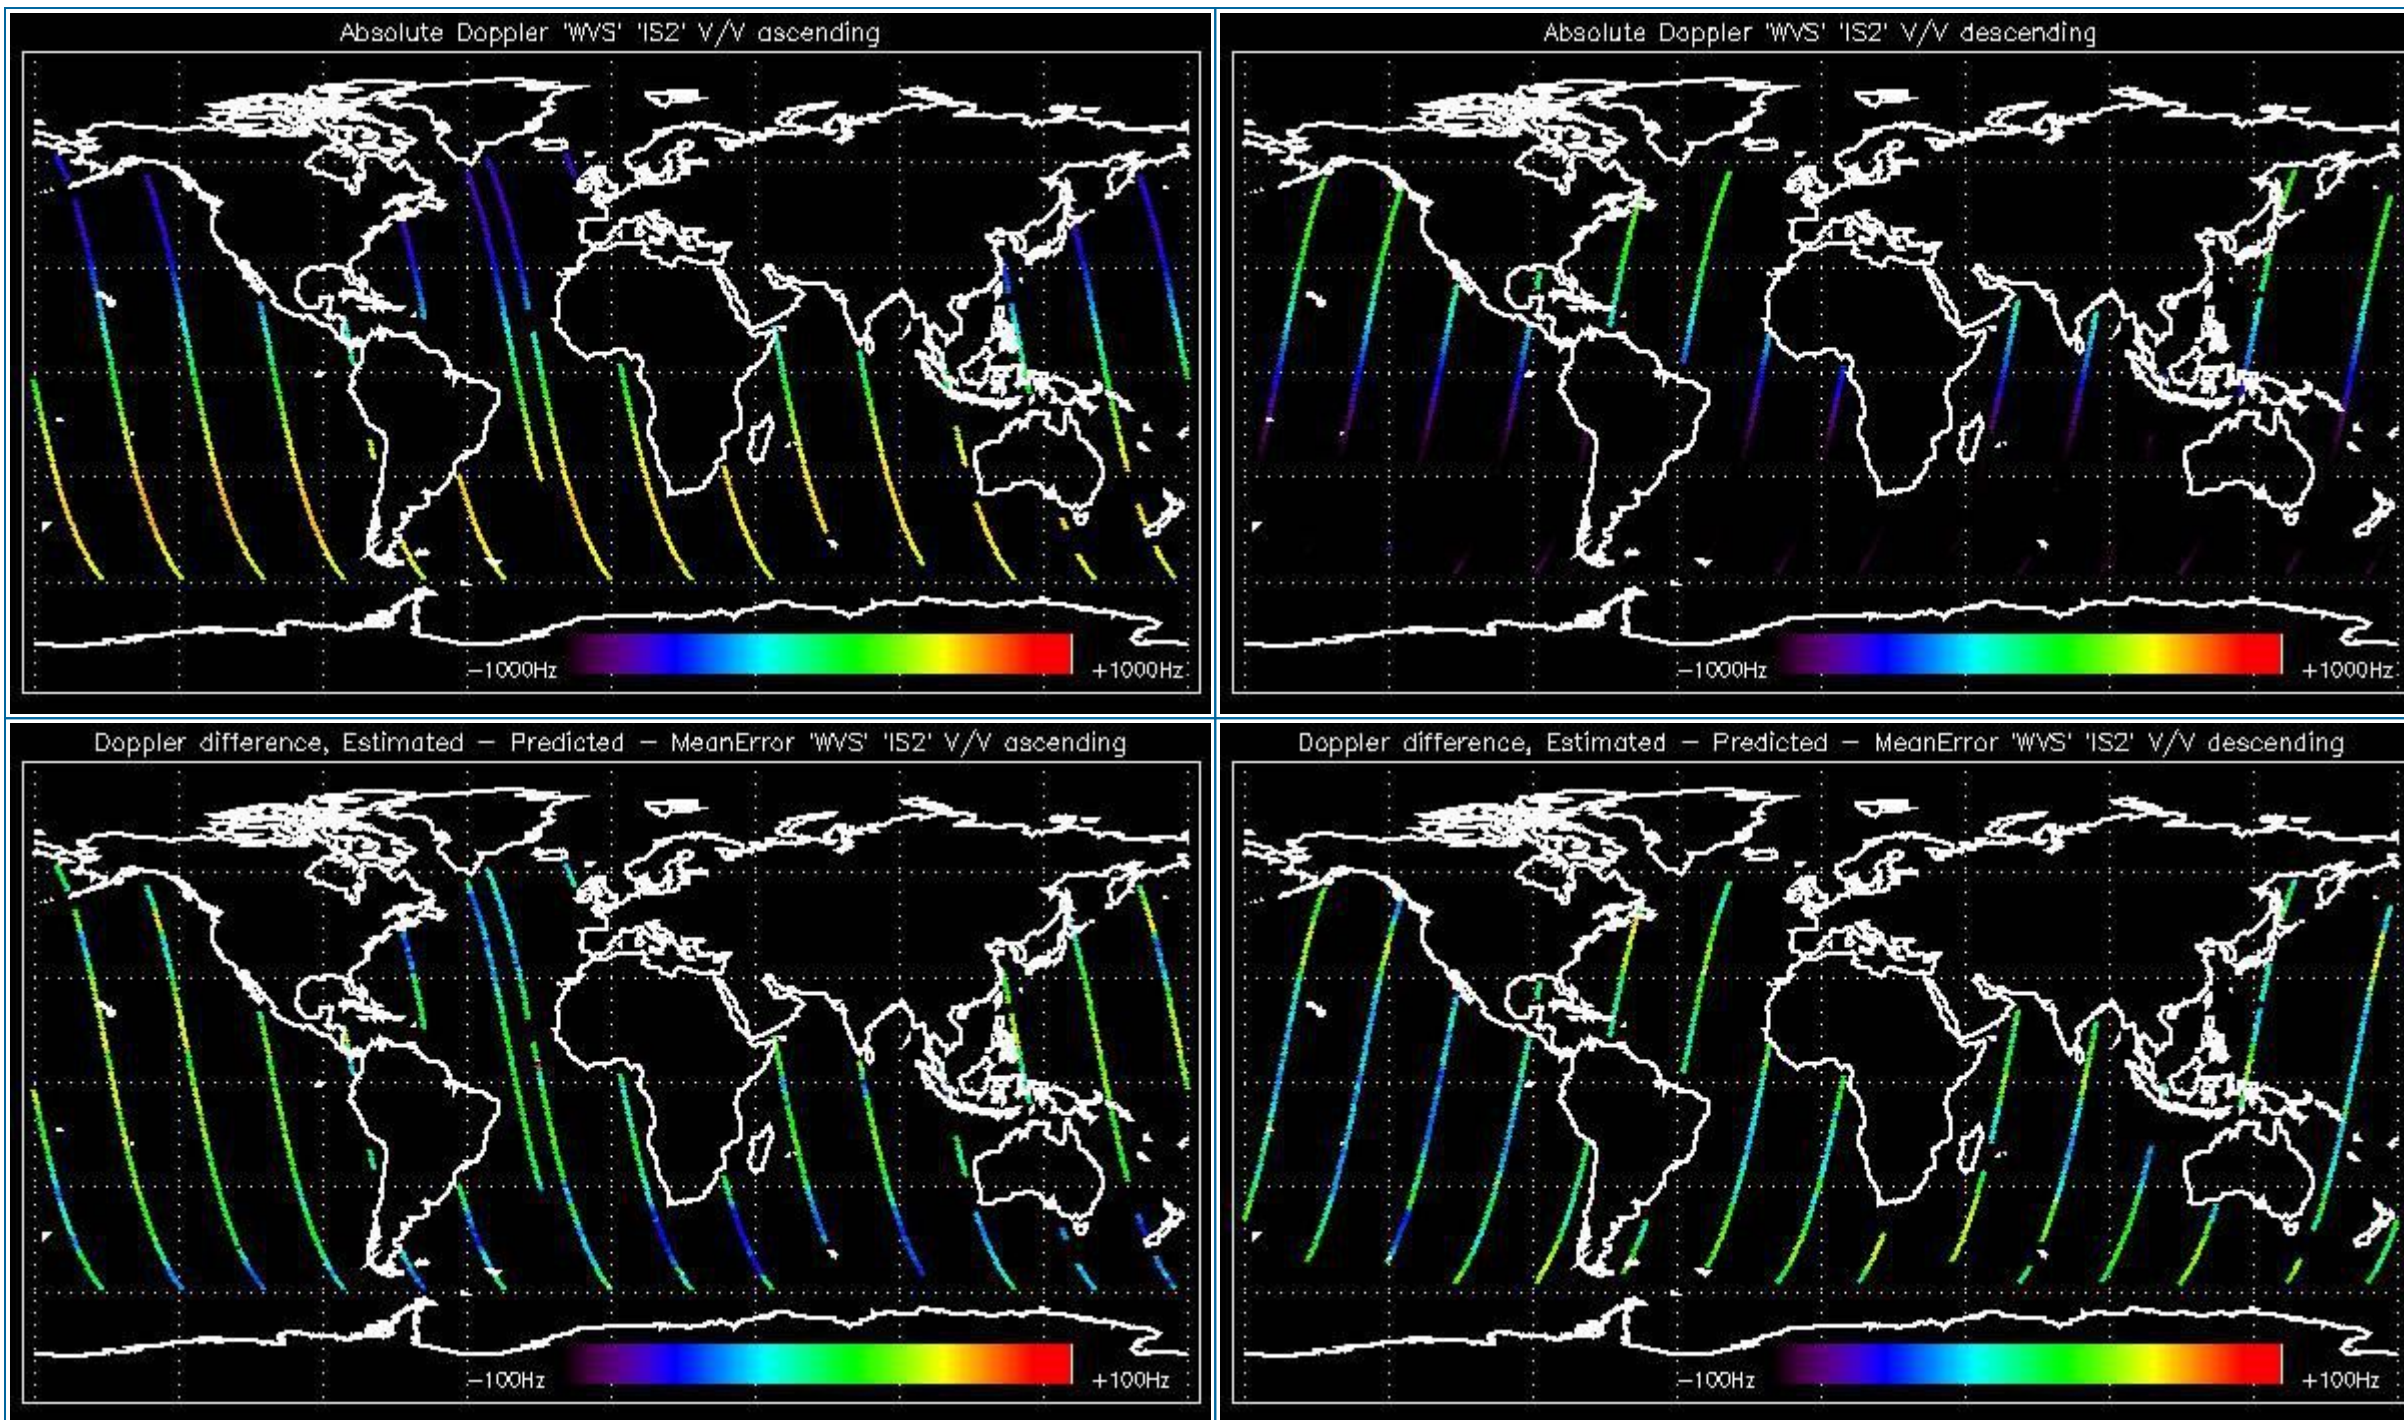 Absolute Doppler 'WVS' 'IS2' V/V ascending
-1000Hz
+1000Hz
Absolute Doppler 'WVS' 'IS2' V/V descending
-1000Hz
+1000Hz
Doppler difference, Estimated - Predicted - MeanError 'WVS' 'IS2' V/V ascending
-100Hz
+100Hz
Doppler difference, Estimated - Predicted - MeanError 'WVS' 'IS2' V/V descending
-100Hz
+100Hz